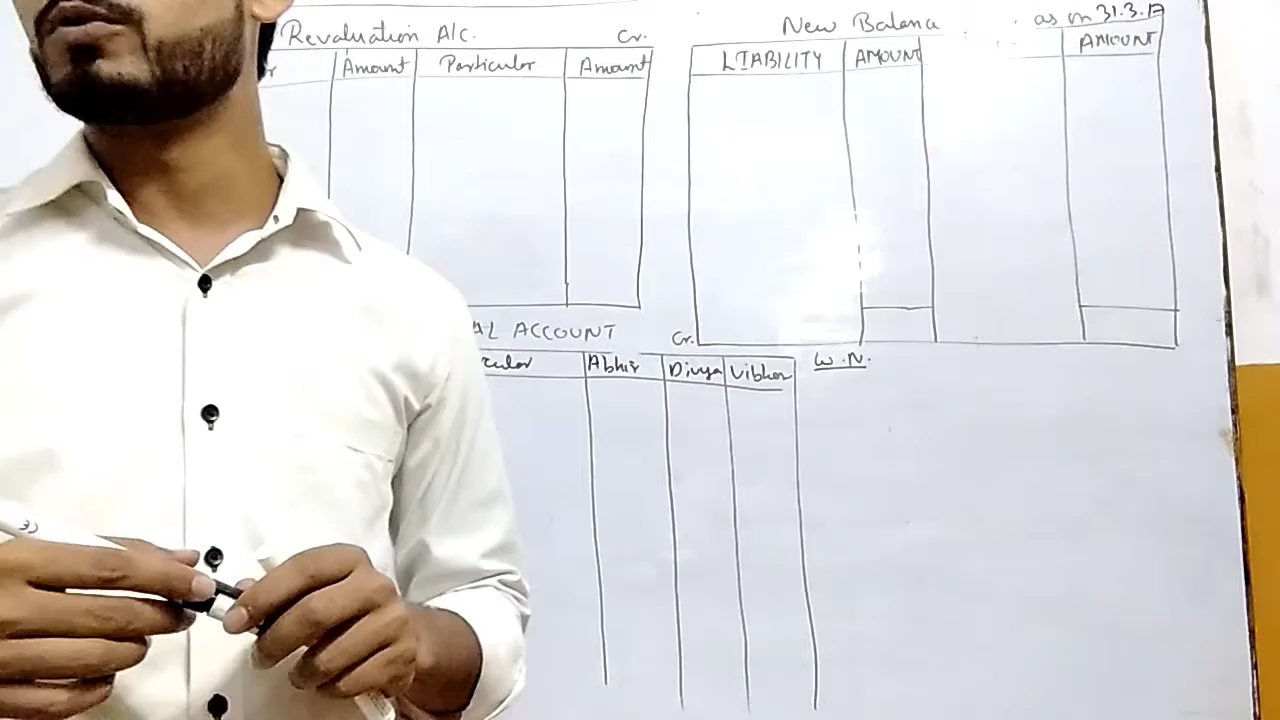 Revaluation A/c. Cr.
Amount Particular Amount
New Balance as on 31.3.17
LIABILITY AMOUNT AMOUNT
AL ACCOUNT Cr.
cular Abhir Divya Vibhor
W.N.